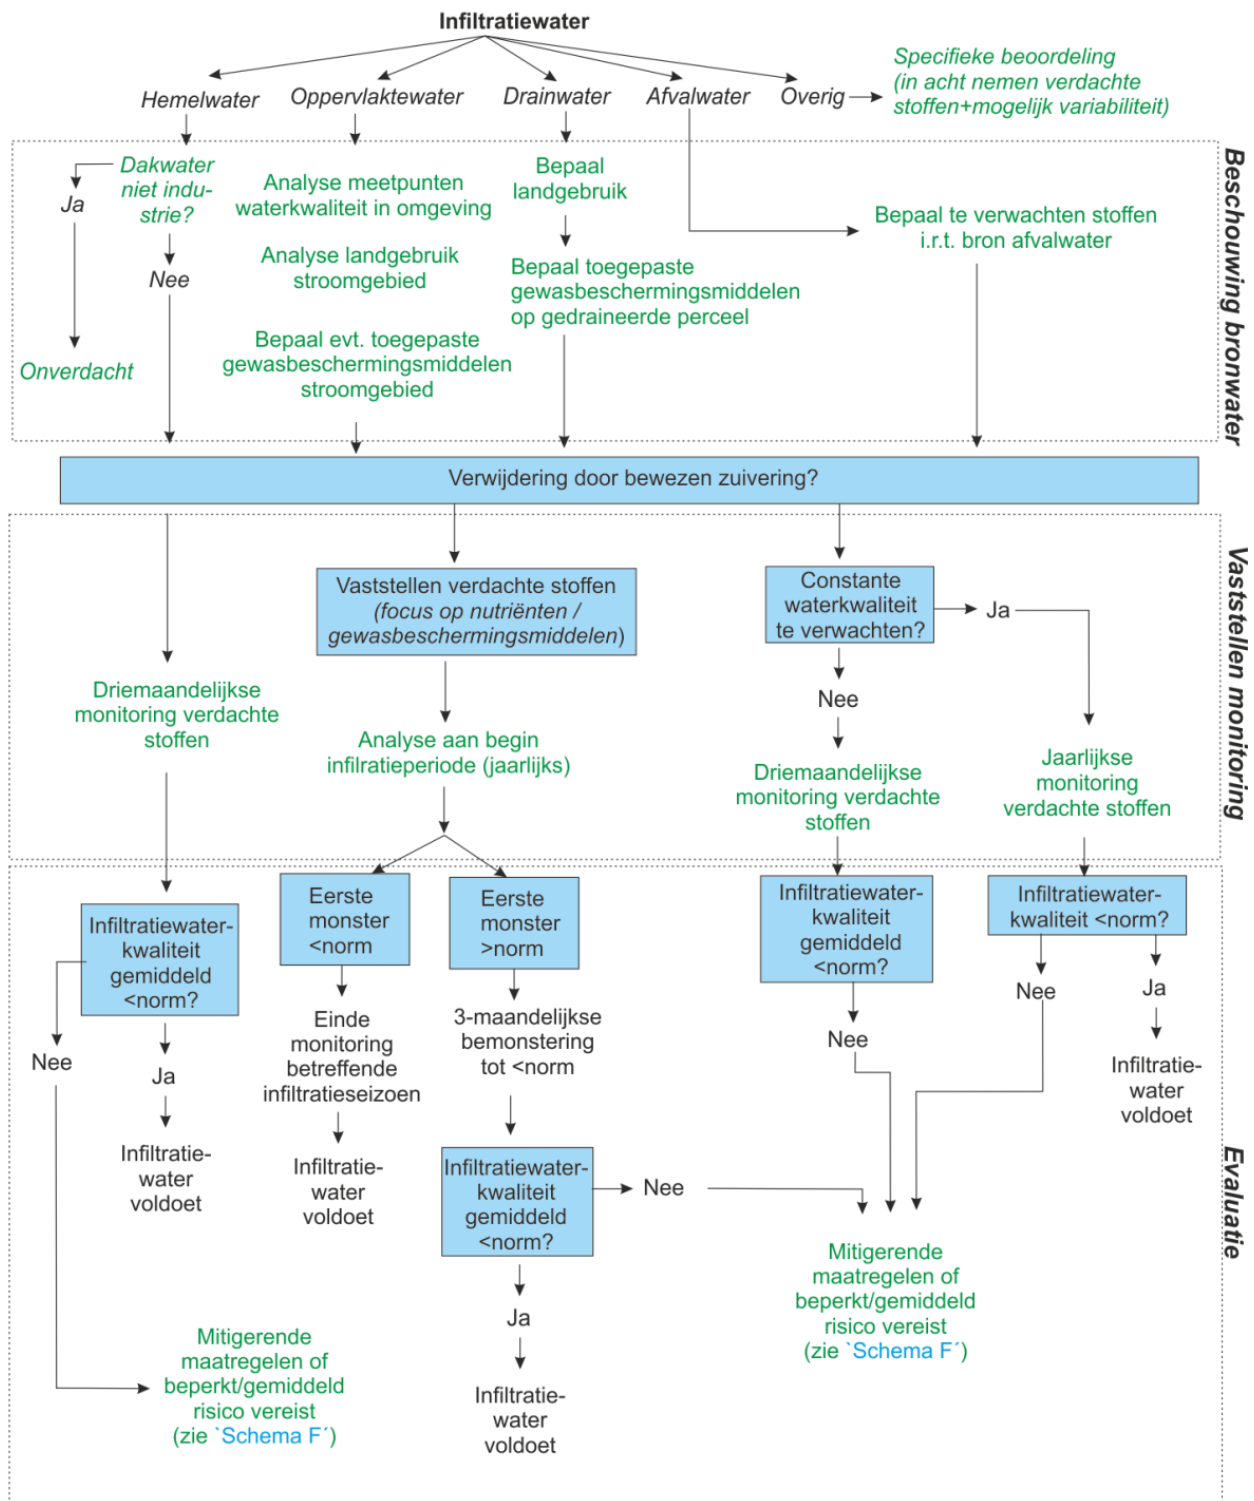 Infiltratiewater
Hemelwater
Oppervlaktewater
Drainwater
Afvalwater
Overig
Specifieke beoordeling
(in acht nemen verdachte
stoffen+mogelijk variabiliteit)
Beschouwing bronwater
Dakwater
niet indu-
strie?
Ja
Nee
Onverdacht
Analyse meetpunten
waterkwaliteit in omgeving
Analyse landgebruik
stroomgebied
Bepaal evt. toegepaste
gewasbeschermingsmiddelen
stroomgebied
Bepaal
landgebruik
Bepaal toegepaste
gewasbeschermingsmiddelen
op gedraineerde perceel
Bepaal te verwachten stoffen
i.r.t. bron afvalwater
Verwijdering door bewezen zuivering?
Vaststellen monitoring
Driemaandelijkse
monitoring verdachte
stoffen
Vaststellen verdachte stoffen
(focus op nutriënten /
gewasbeschermingsmiddelen)
Analyse aan begin
infilratieperiode (jaarlijks)
Constante
waterkwaliteit
te verwachten?
Ja
Nee
Driemaandelijkse
monitoring verdachte
stoffen
Jaarlijkse
monitoring
verdachte stoffen
Evaluatie
Infiltratiewater-
kwaliteit
gemiddeld
<norm?
Nee
Ja
Infiltratie-
water
voldoet
Mitigerende
maatregelen of
beperkt/gemiddeld
risico vereist
(zie `Schema F´)
Eerste
monster
<norm
Einde
monitoring
betreffende
infiltratieseizoen
Infiltratie-
water
voldoet
Eerste
monster
>norm
3-maandelijkse
bemonstering
tot <norm
Infiltratiewater-
kwaliteit
gemiddeld
<norm?
Nee
Ja
Infiltratie-
water
voldoet
Infiltratiewater-
kwaliteit
gemiddeld
<norm?
Nee
Infiltratiewater-
kwaliteit <norm?
Nee
Ja
Infiltratie-
water
voldoet
Mitigerende
maatregelen of
beperkt/gemiddeld
risico vereist
(zie `Schema F´)